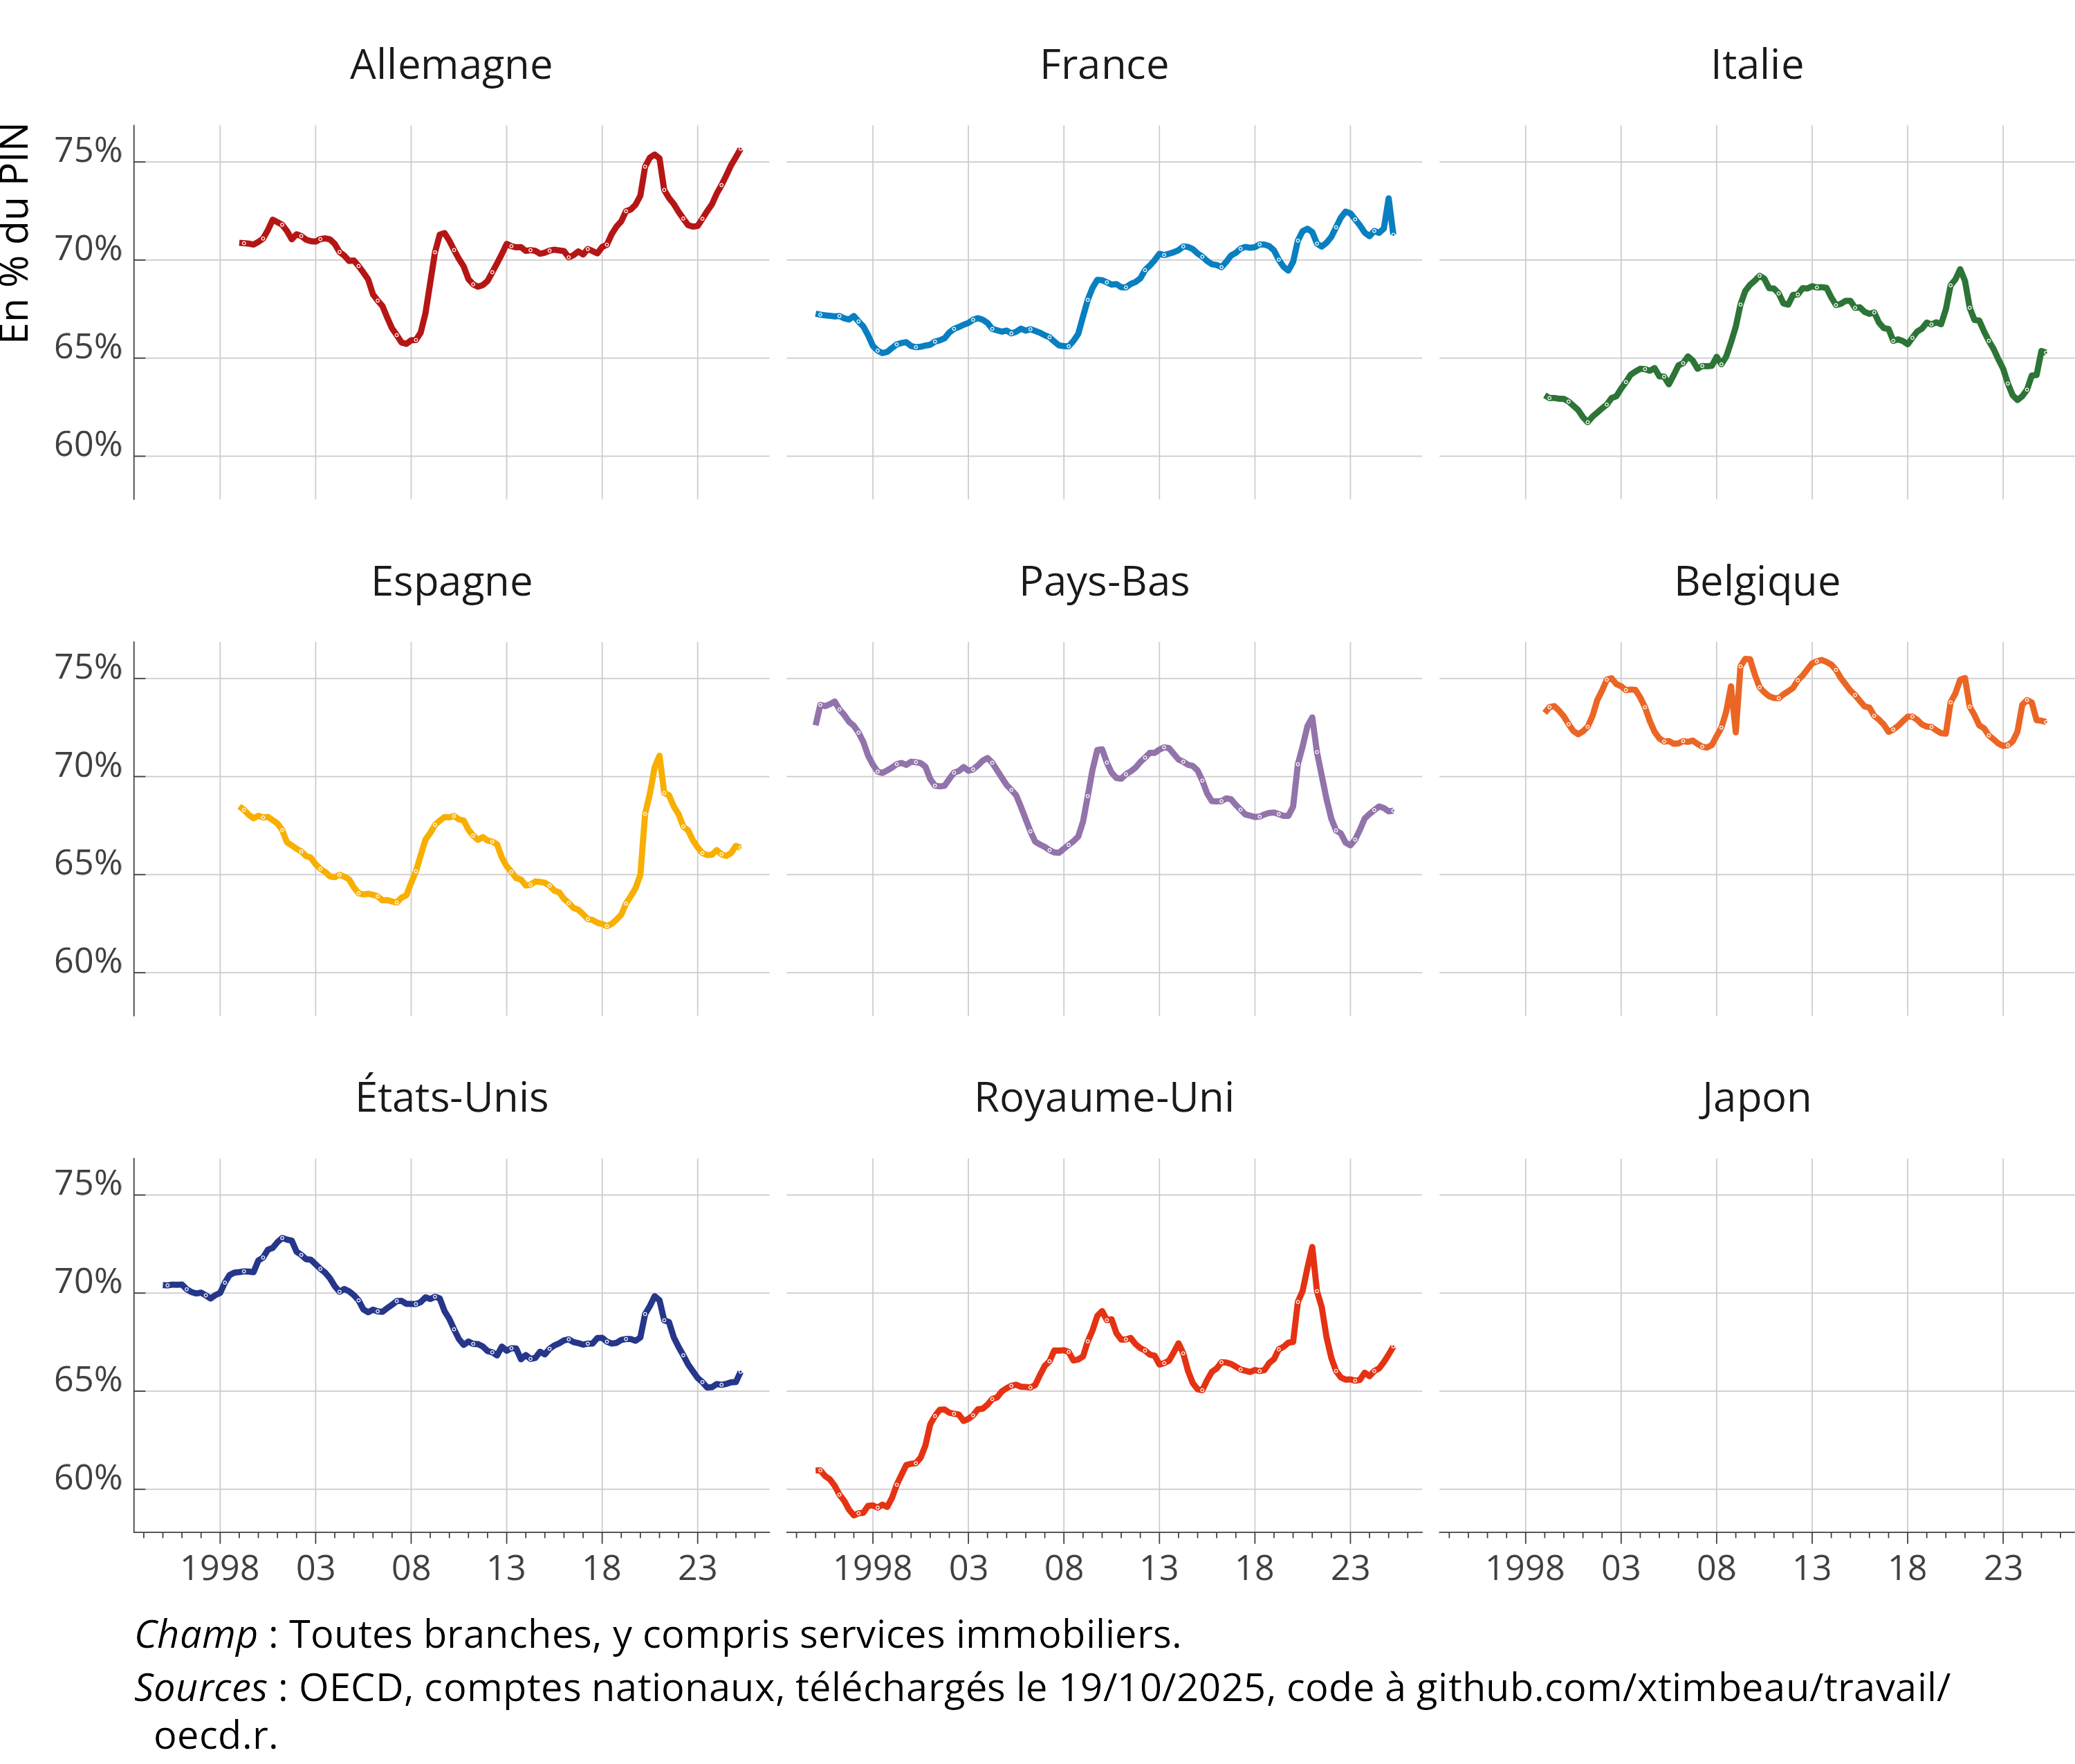 Allemagne
France
Italie
En % du PIN
75%
70%
65%
60%
Espagne
Pays-Bas
Belgique
75%
70%
65%
60%
États-Unis
Royaume-Uni
Japon
75%
70%
65%
60%
1998 03 08 13 18 23
1998 03 08 13 18 23
1998 03 08 13 18 23
Champ : Toutes branches, y compris services immobiliers.
Sources : OECD, comptes nationaux, téléchargés le 19/10/2025, code à github.com/xtimbeau/travail/
oecd.r.